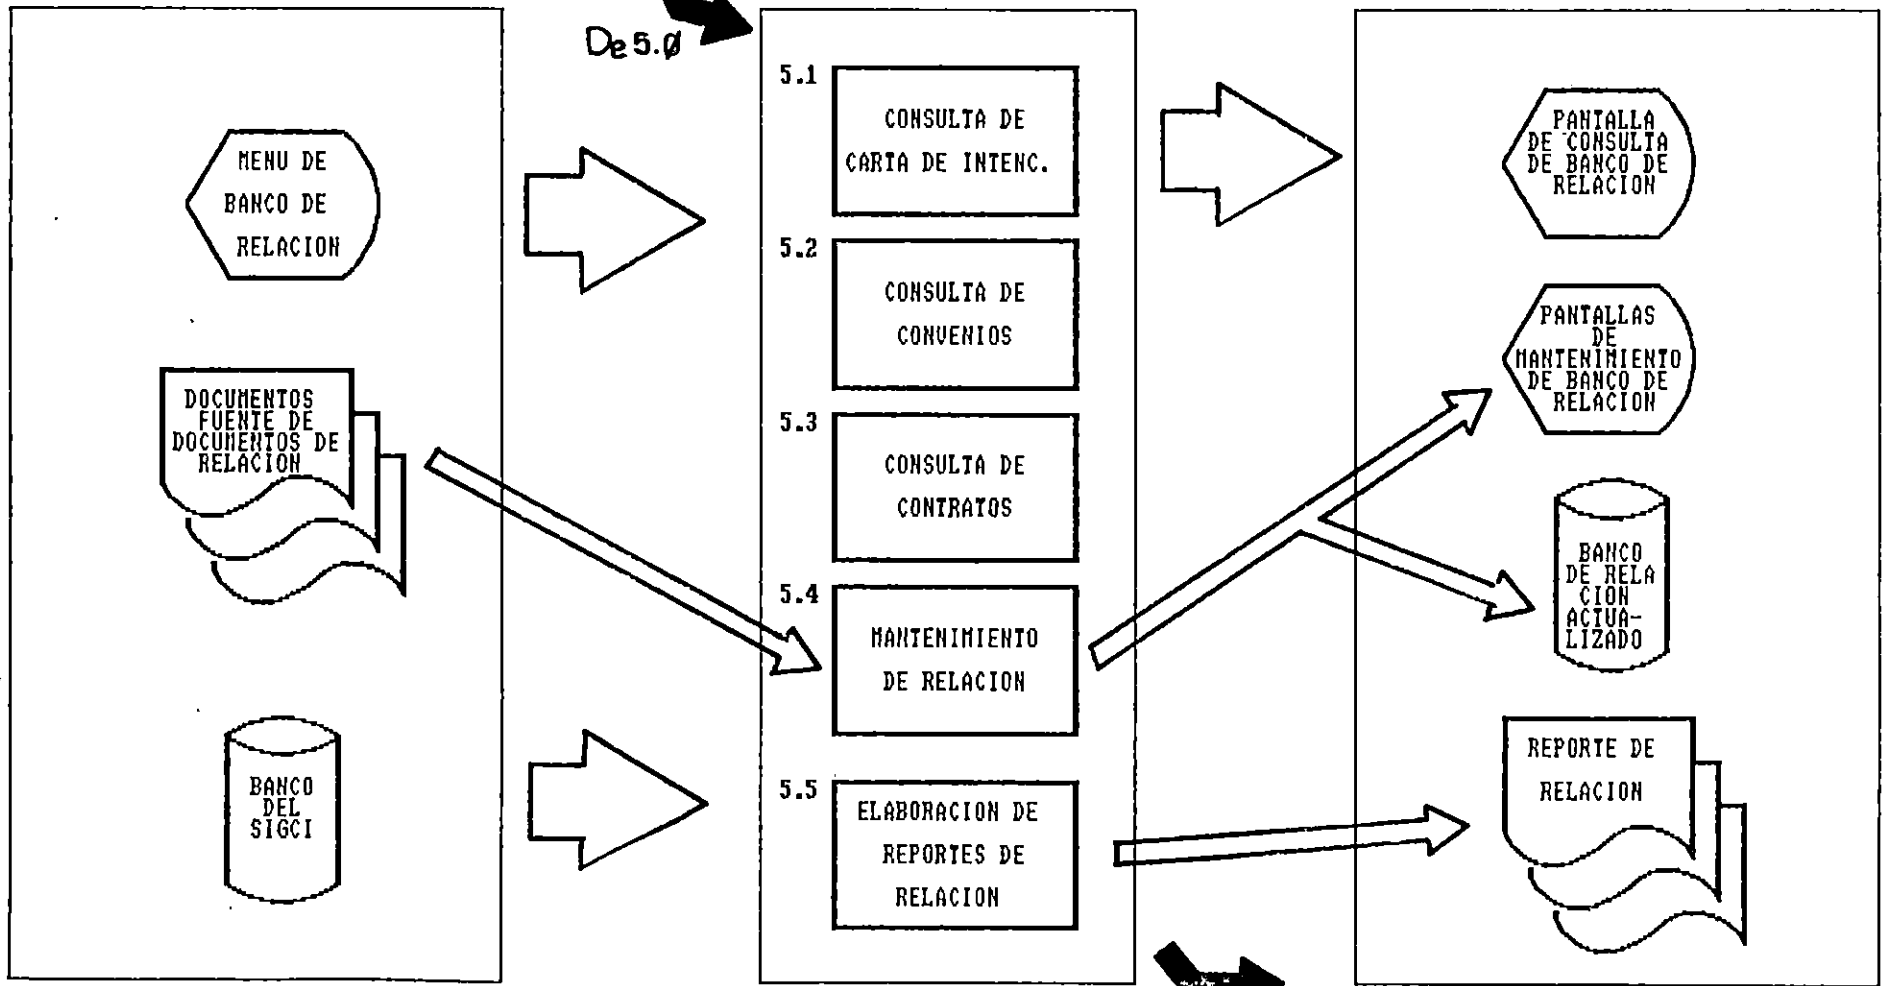 De 5.0
MENU DE
BANCO DE
RELACION
DOCUMENTOS
FUENTE DE
DOCUMENTOS DE
RELACION
BANCO
DEL
SIGCI
5.1
CONSULTA DE
CARTA DE INTENC.
5.2
CONSULTA DE
CONVENIOS
5.3
CONSULTA DE
CONTRATOS
5.4
MANTENIMIENTO
DE RELACION
5.5
ELABORACION DE
REPORTES DE
RELACION
PANTALLA
DE CONSULTA
DE BANCO DE
RELACION
PANTALLAS
DE
MANTENIMIENTO
DE BANCO DE
RELACION
BANCO
DE RELA
CION
ACTUA-
LIZADO
REPORTE DE
RELACION